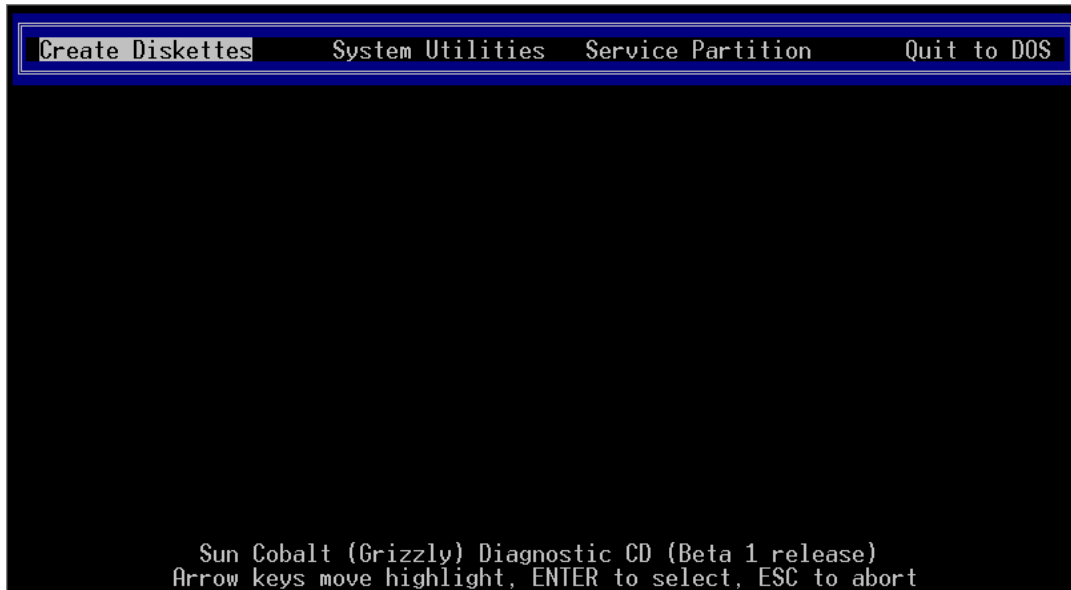 Create Diskettes System Utilities Service Partition Quit to DOS
Sun Cobalt (Grizzly) Diagnostic CD (Beta 1 release)
Arrow keys move highlight, ENTER to select, ESC to abort